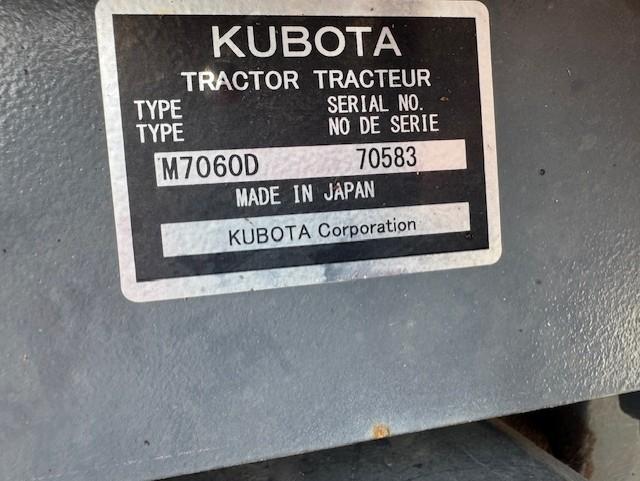 KUBOTA
TRACTOR TRACTEUR
TYPE SERIAL NO.
TYPE NO DE SERIE
M7060D 70583
MADE IN JAPAN
KUBOTA Corporation